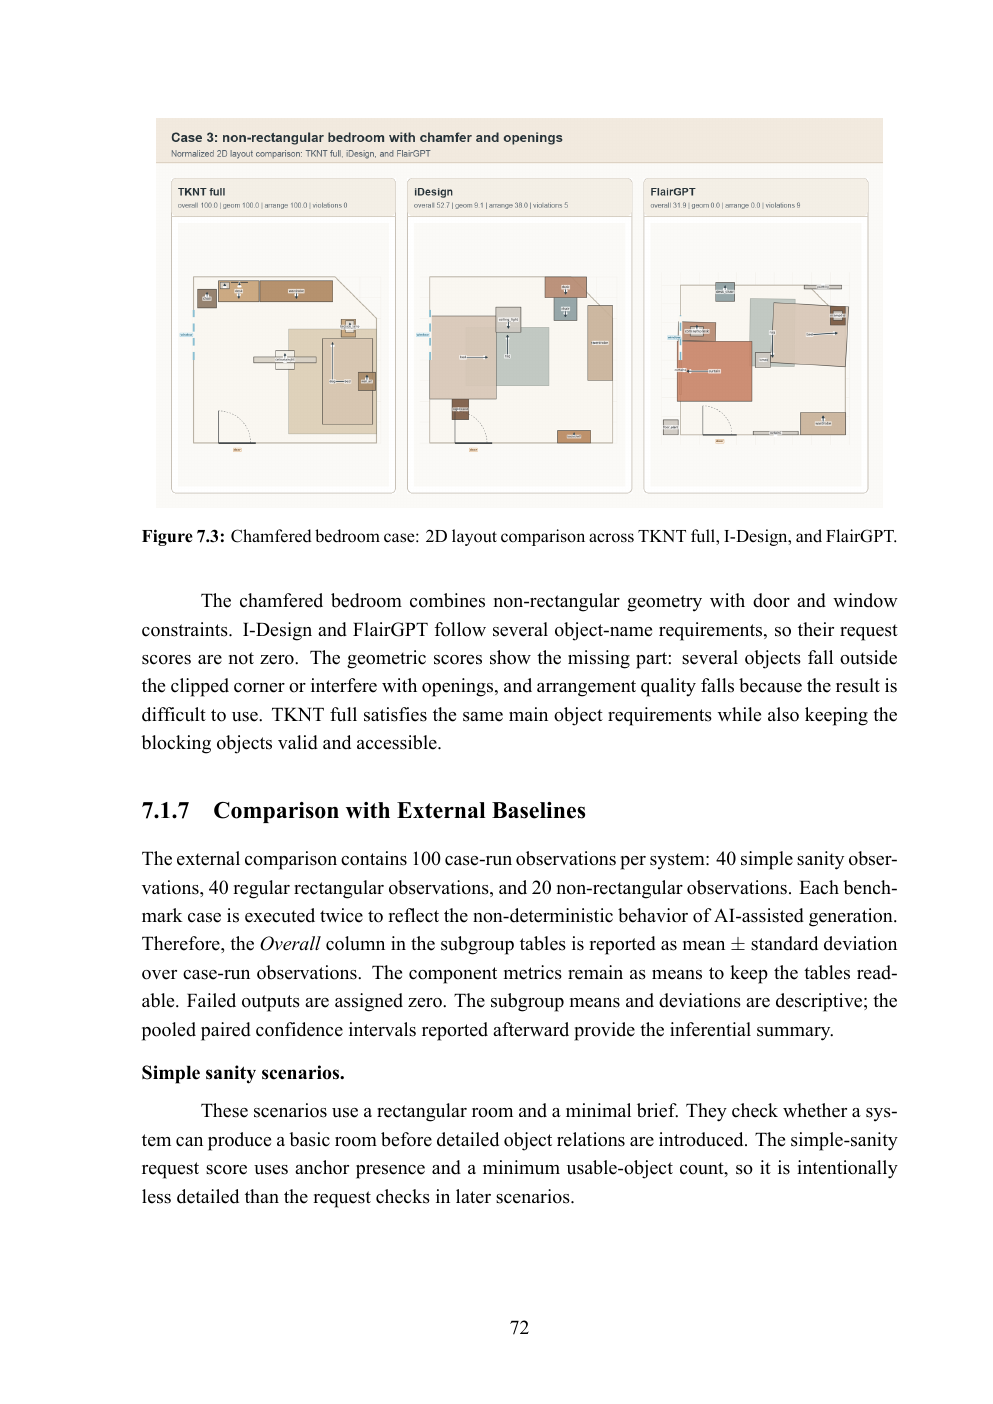 Case 3: non-rectangular bedroom with chamfer and openings
Normalized 2D layout comparison: TKNT full, iDesign, and FlairGPT
TKNT full
overall 100.0 | geom 100.0 | arrange 100.0 | violations 0
iDesign
overall 52.7 | geom 9.1 | arrange 38.0 | violations 5
FlairGPT
overall 31.9 | geom 0.0 | arrange 0.0 | violations 9
window
door
window
door
window
door
Figure 7.3: Chamfered bedroom case: 2D layout comparison across TKNT full, I-Design, and FlairGPT.
The chamfered bedroom combines non-rectangular geometry with door and window
constraints. I-Design and FlairGPT follow several object-name requirements, so their request
scores are not zero. The geometric scores show the missing part: several objects fall outside
the clipped corner or interfere with openings, and arrangement quality falls because the result is
difficult to use. TKNT full satisfies the same main object requirements while also keeping the
blocking objects valid and accessible.
7.1.7 Comparison with External Baselines
The external comparison contains 100 case-run observations per system: 40 simple sanity obser-
vations, 40 regular rectangular observations, and 20 non-rectangular observations. Each bench-
mark case is executed twice to reflect the non-deterministic behavior of AI-assisted generation.
Therefore, the Overall column in the subgroup tables is reported as mean ± standard deviation
over case-run observations. The component metrics remain as means to keep the tables read-
able. Failed outputs are assigned zero. The subgroup means and deviations are descriptive; the
pooled paired confidence intervals reported afterward provide the inferential summary.
Simple sanity scenarios.
These scenarios use a rectangular room and a minimal brief. They check whether a sys-
tem can produce a basic room before detailed object relations are introduced. The simple-sanity
request score uses anchor presence and a minimum usable-object count, so it is intentionally
less detailed than the request checks in later scenarios.
72